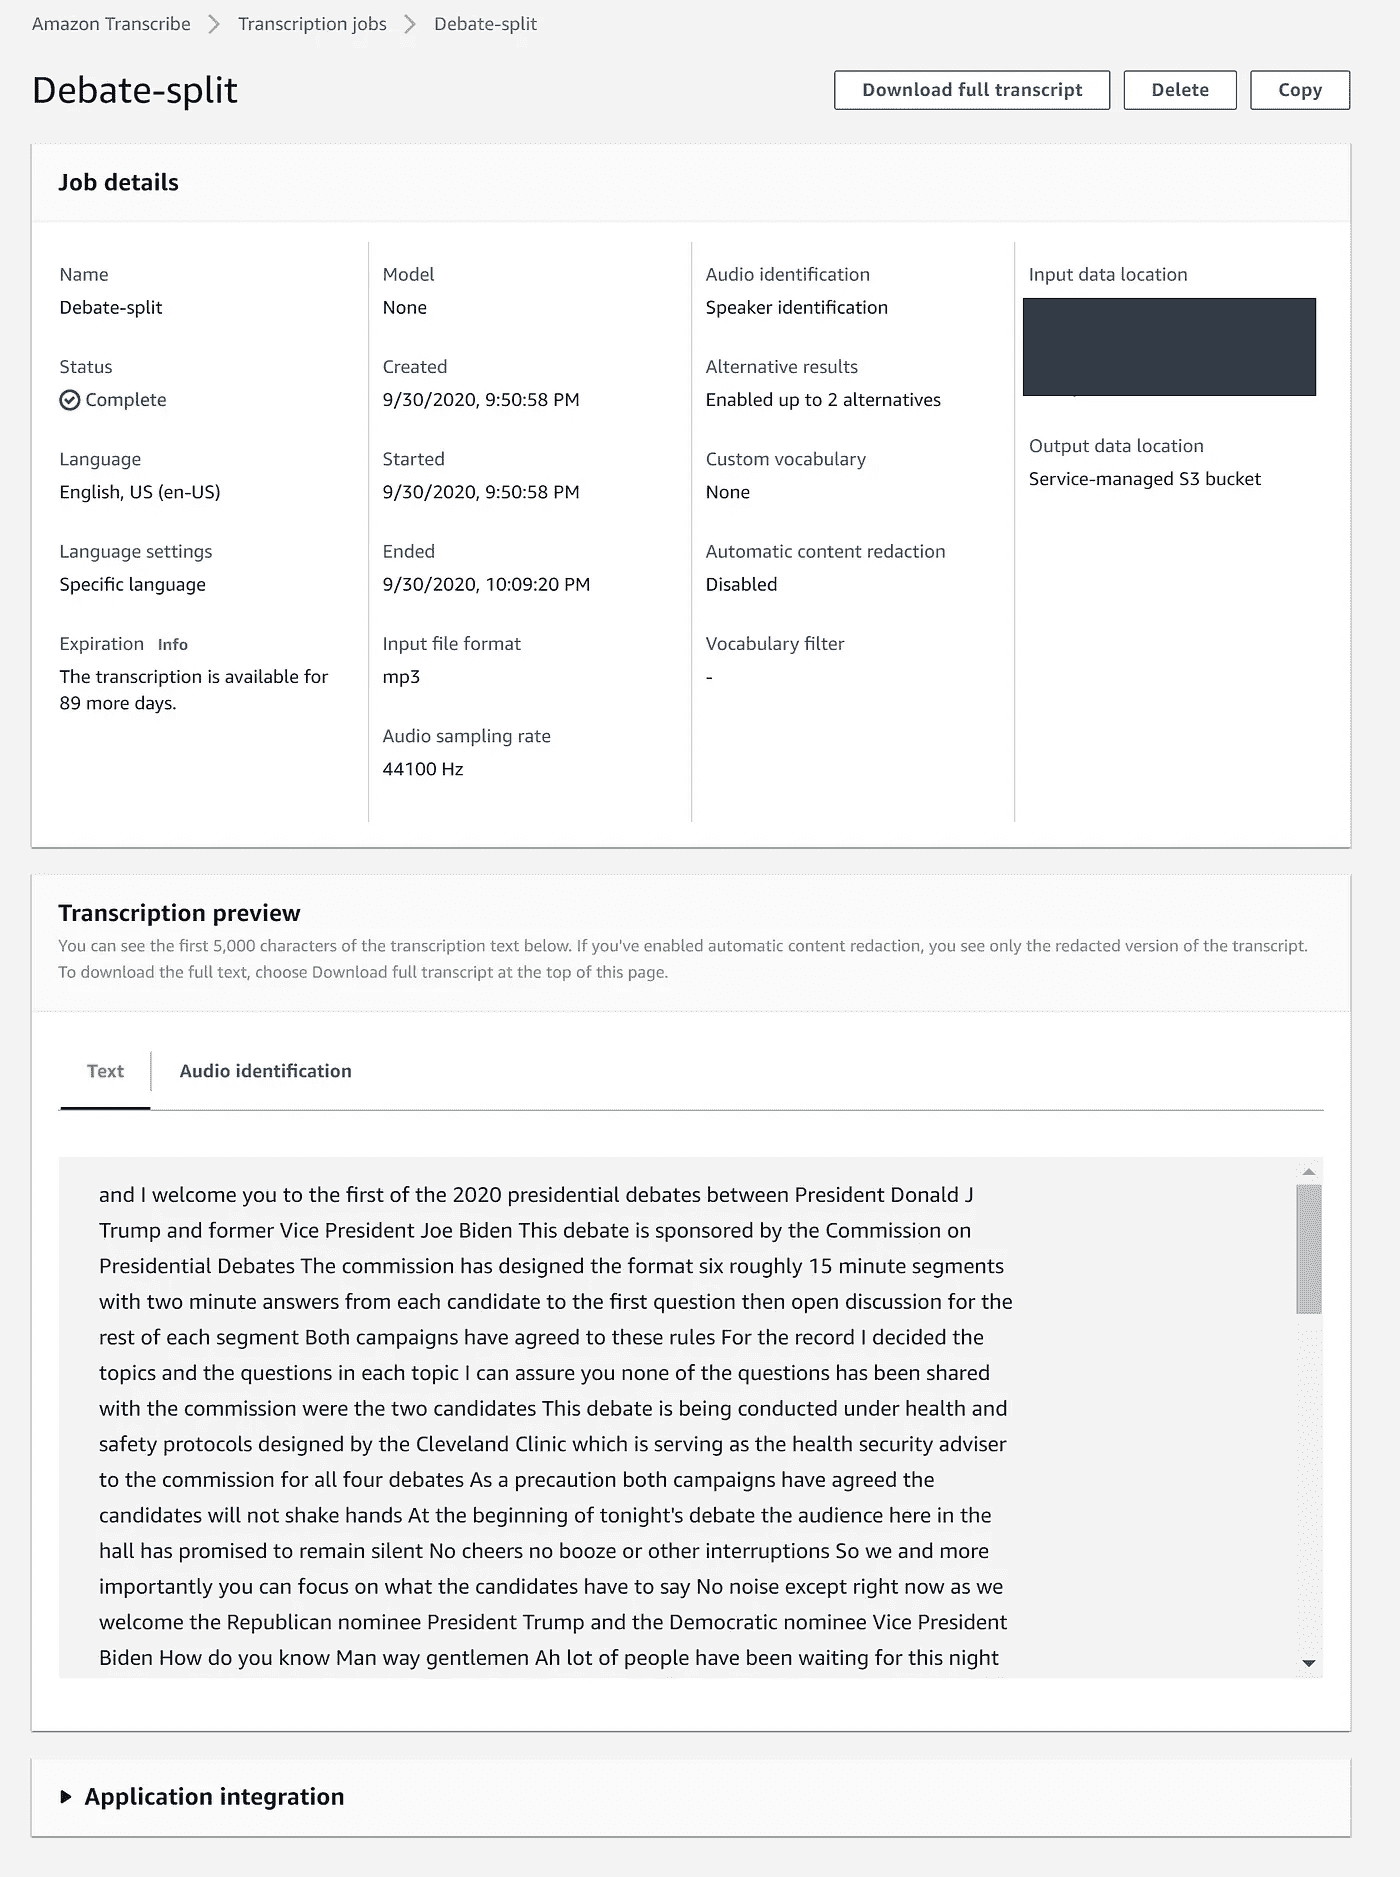 Amazon Transcribe > Transcription jobs > Debate-split
Debate-split
Download full transcript
Delete
Copy
Job details
Name
Debate-split
Status
Complete
Language
English, US (en-US)
Language settings
Specific language
Expiration Info
The transcription is available for
89 more days.
Model
None
Created
9/30/2020, 9:50:58 PM
Started
9/30/2020, 9:50:58 PM
Ended
9/30/2020, 10:09:20 PM
Input file format
mp3
Audio sampling rate
44100 Hz
Audio identification
Speaker identification
Alternative results
Enabled up to 2 alternatives
Custom vocabulary
None
Automatic content redaction
Disabled
Vocabulary filter
-
Input data location
Output data location
Service-managed S3 bucket
Transcription preview
You can see the first 5,000 characters of the transcription text below. If you've enabled automatic content redaction, you see only the redacted version of the transcript.
To download the full text, choose Download full transcript at the top of this page.
Text
Audio identification
and I welcome you to the first of the 2020 presidential debates between President Donald J
Trump and former Vice President Joe Biden This debate is sponsored by the Commission on
Presidential Debates The commission has designed the format six roughly 15 minute segments
with two minute answers from each candidate to the first question then open discussion for the
rest of each segment Both campaigns have agreed to these rules For the record I decided the
topics and the questions in each topic I can assure you none of the questions has been shared
with the commission were the two candidates This debate is being conducted under health and
safety protocols designed by the Cleveland Clinic which is serving as the health security adviser
to the commission for all four debates As a precaution both campaigns have agreed the
candidates will not shake hands At the beginning of tonight's debate the audience here in the
hall has promised to remain silent No cheers no booze or other interruptions So we and more
importantly you can focus on what the candidates have to say No noise except right now as we
welcome the Republican nominee President Trump and the Democratic nominee Vice President
Biden How do you know Man way gentlemen Ah lot of people have been waiting for this night
Application integration